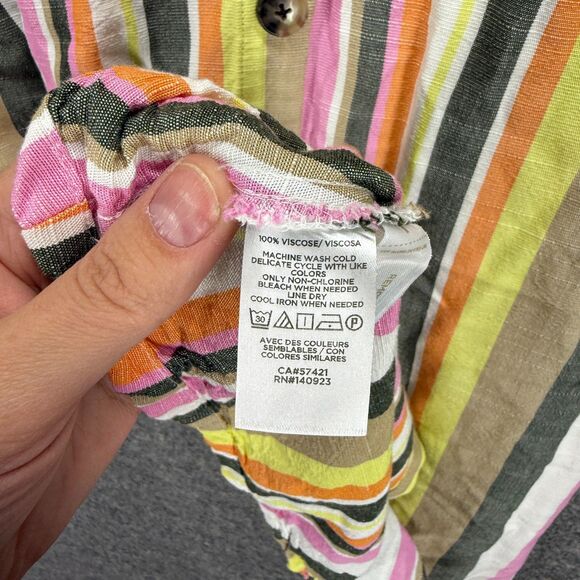 100% VISCOSE/ VISCOSA
MACHINE WASH COLD
DELICATE CYCLE WITH LIKE
COLORS
ONLY NON-CHLORINE
BLEACH WHEN NEEDED
LINE DRY
COOL IRON WHEN NEEDED
30 P
AVEC DES COULEURS
SEMBLABLES / CON
COLORES SIMILARES
CA#57421
RN#140923